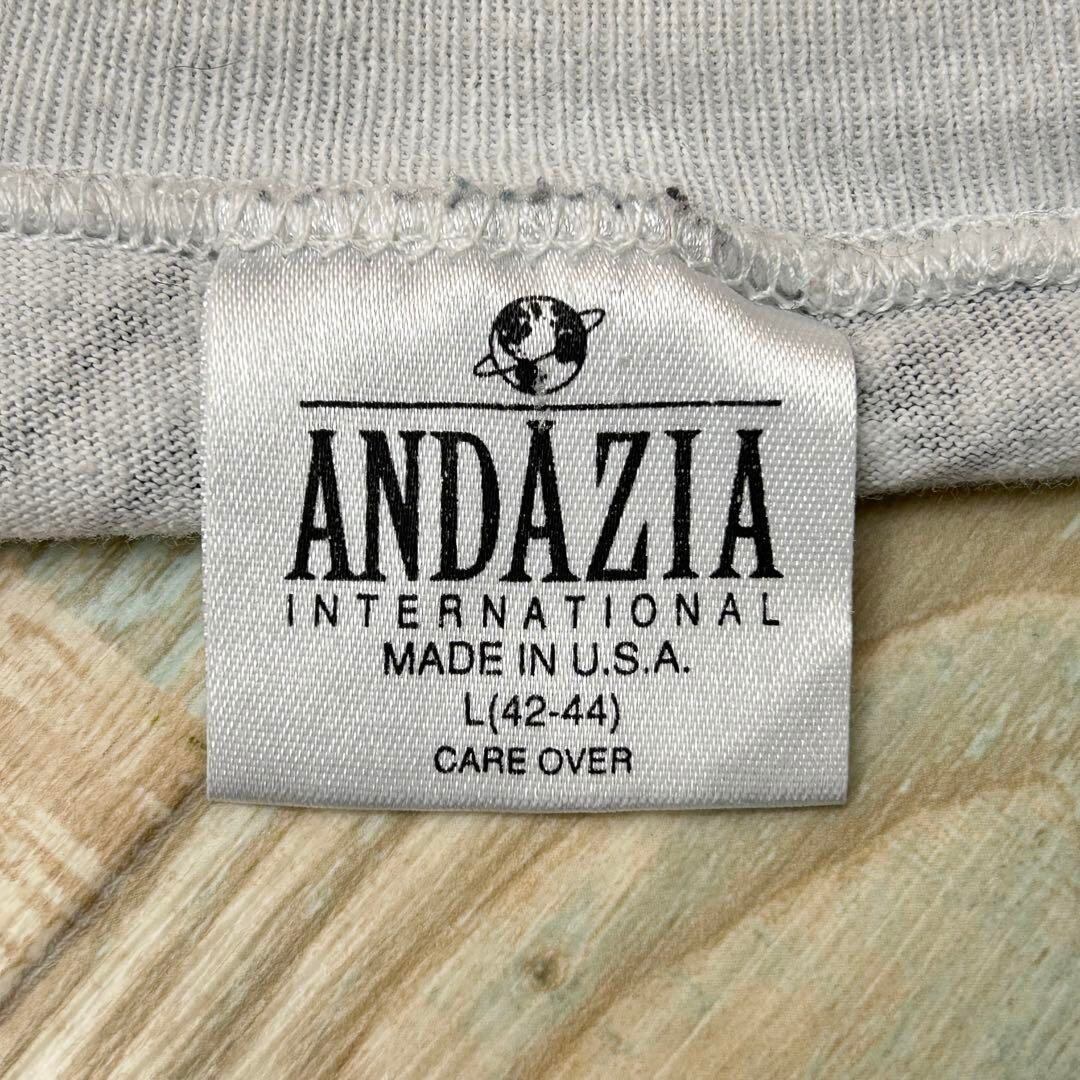 ANDAZIA
INTERNATIONAL
MADE IN U.S.A.
L(42-44)
CARE OVER